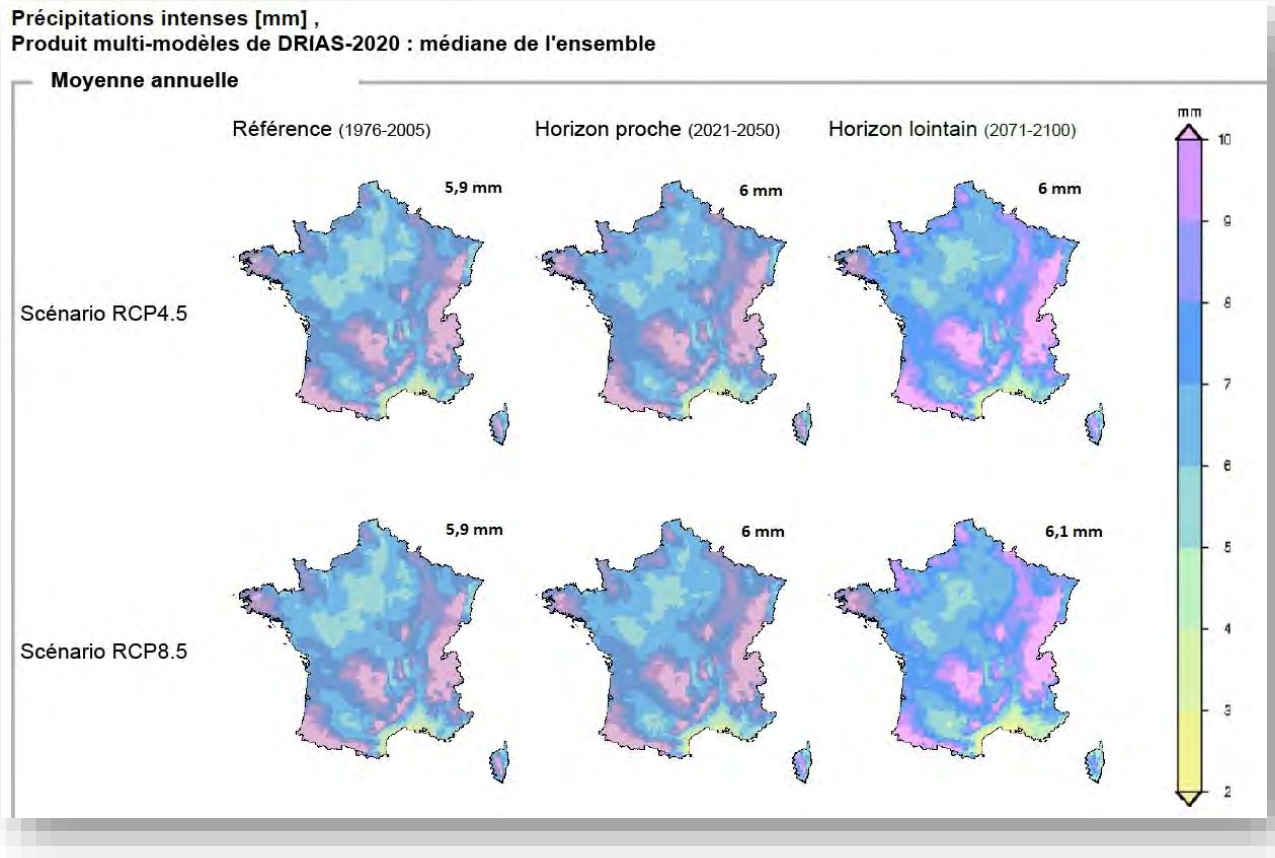 Précipitations intenses [mm] ,
Produit multi-modèles de DRIAS-2020 : médiane de l'ensemble
Moyenne annuelle
Référence (1976-2005)
Horizon proche (2021-2050)
Horizon lointain (2071-2100)
mm
10
9
8
7
6
5
4
3
2
Scénario RCP4.5
5,9 mm
6 mm
6 mm
Scénario RCP8.5
5,9 mm
6 mm
6,1 mm